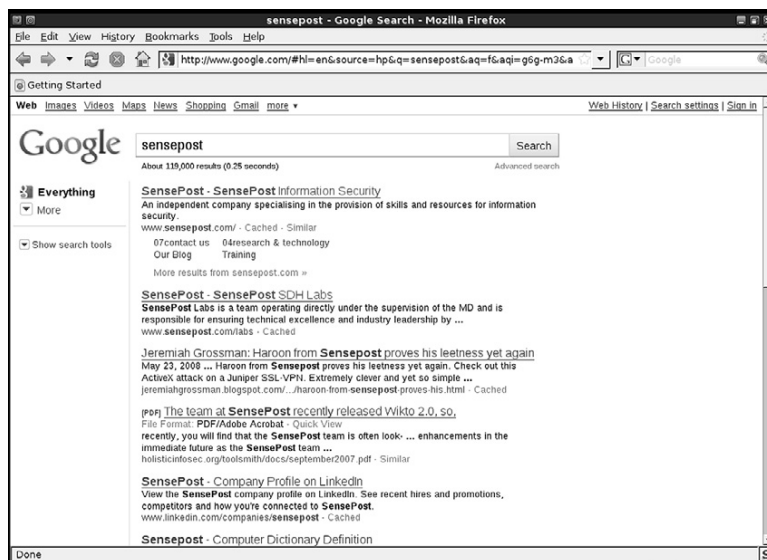 sensepost - Google Search - Mozilla Firefox
File Edit View History Bookmarks Tools Help
http://www.google.com/#hl=en&source=hp&q=sensepost&aq=f&aqi=g6g-m3&a
G Google
Getting Started
Web Images Videos Maps News Shopping Gmail more ▾
Web History | Search settings | Sign in
Google
sensepost
Search
About 119,000 results (0.25 seconds)
Advanced search
Everything
More
Show search tools
SensePost - SensePost Information Security
An independent company specialising in the provision of skills and resources for information
security.
www.sensepost.com/ - Cached - Similar
07contact us 04research & technology
Our Blog Training
More results from sensepost.com »
SensePost - SensePost SDH Labs
SensePost Labs is a team operating directly under the supervision of the MD and is
responsible for ensuring technical excellence and industry leadership by ...
www.sensepost.com/labs - Cached
Jeremiah Grossman: Haroon from Sensepost proves his leetness yet again
May 23, 2008 ... Haroon from Sensepost proves his leetness yet again. Check out this
ActiveX attack on a Juniper SSL-VPN. Extremely clever and yet so simple ...
jeremiahgrossman.blogspot.com/.../haroon-from-sensepost-proves-his.html - Cached
[PDF] The team at SensePost recently released Wikto 2.0, so,
File Format: PDF/Adobe Acrobat - Quick View
recently, you will find that the SensePost team is often look- ... enhancements in the
immediate future as the SensePost team ...
holisticinfosec.org/toolsmith/docs/september2007.pdf - Similar
SensePost - Company Profile on LinkedIn
View the SensePost company profile on LinkedIn. See recent hires and promotions,
competitors and how you're connected to SensePost.
www.linkedin.com/companies/sensepost - Cached
SensePost - Computer Dictionary Definition
Done